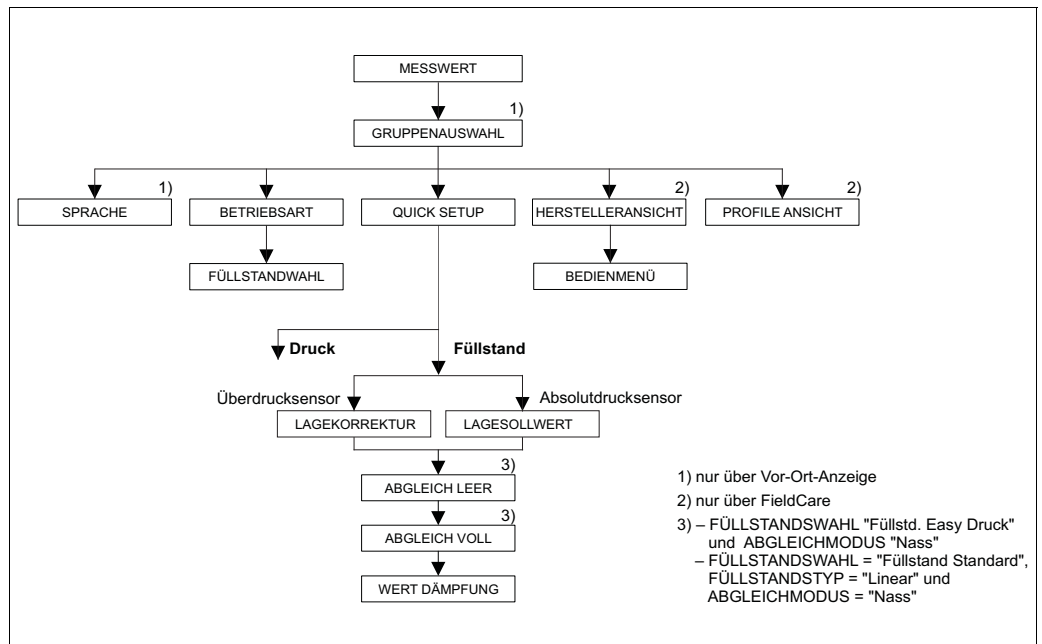 MESSWERT
1)
GRUPPENAUSWAHL
1)
2)
2)
SPRACHE
BETRIEBSART
QUICK SETUP
HERSTELLERANSICHT
PROFILE ANSICHT
FÜLLSTANDWAHL
BEDIENMENÜ
Druck
Füllstand
Überdrucksensor
Absolutdrucksensor
LAGEKORREKTUR
LAGESOLLWERT
3)
ABGLEICH LEER
3)
ABGLEICH VOLL
WERT DÄMPFUNG
1) nur über Vor-Ort-Anzeige
2) nur über FieldCare
3) – FÜLLSTANDSWAHL "Füllstd. Easy Druck"
und ABGLEICHMODUS "Nass"
– FÜLLSTANDSWAHL = "Füllstand Standard",
FÜLLSTANDSTYP = "Linear" und
ABGLEICHMODUS = "Nass"